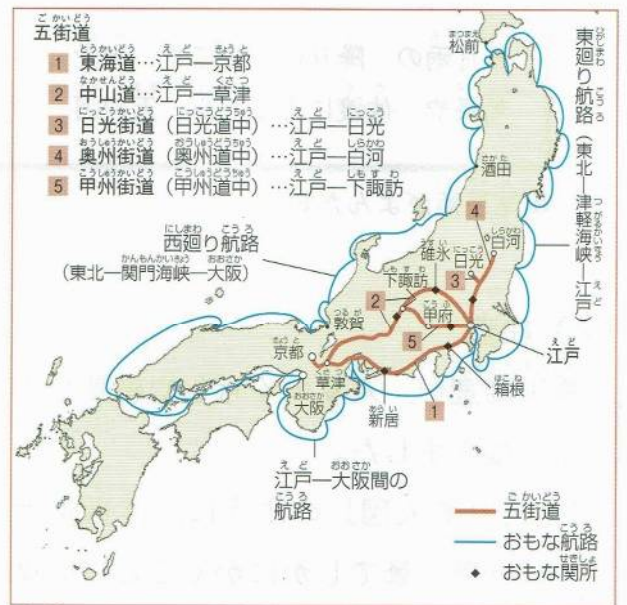 五街道
1 東海道…江戸―京都
2 中山道…江戸―草津
3 日光街道（日光道中）…江戸―日光
4 奥州街道（奥州道中）…江戸―白河
5 甲州街道（甲州道中）…江戸―下諏訪
松前
東廻り航路（東北―津軽海峡―江戸）
酒田
4
白河
西廻り航路
（東北―関門海峡―大阪）
碓氷
日光
下諏訪
3
2
甲府
敦賀
5
京都
江戸
草津
箱根
大阪
新居
1
江戸―大阪間の
航路
五街道
おもな航路
おもな関所